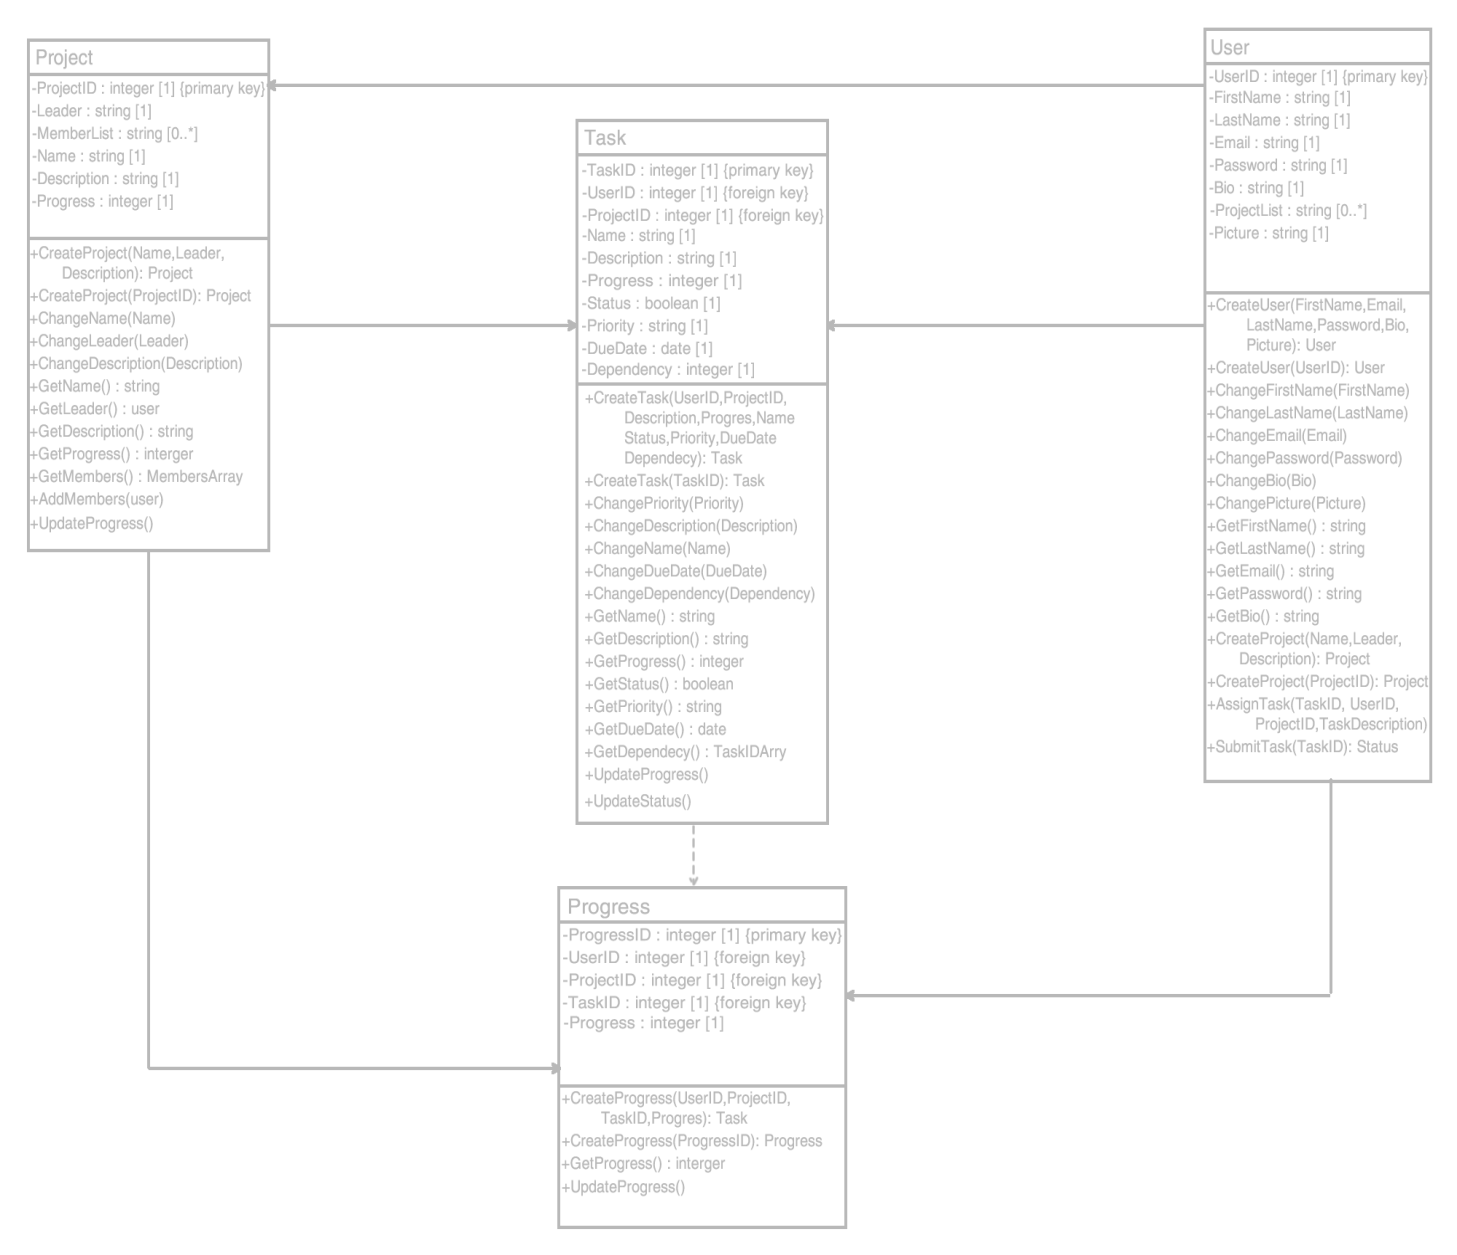 Project
-ProjectID : integer [1] {primary key}
-Leader : string [1]
-MemberList : string [0..*]
-Name : string [1]
-Description : string [1]
-Progress : integer [1]
+CreateProject(Name,Leader,
Description): Project
+CreateProject(ProjectID): Project
+ChangeName(Name)
+ChangeLeader(Leader)
+ChangeDescription(Description)
+GetName() : string
+GetLeader() : user
+GetDescription() : string
+GetProgress() : interger
+GetMembers() : MembersArray
+AddMembers(user)
+UpdateProgress()
Task
-TaskID : integer [1] {primary key}
-UserID : integer [1] {foreign key}
-ProjectID : integer [1] {foreign key}
-Name : string [1]
-Description : string [1]
-Progress : integer [1]
-Status : boolean [1]
-Priority : string [1]
-DueDate : date [1]
-Dependency : integer [1]
+CreateTask(UserID,ProjectID,
Description,Progres,Name
Status,Priority,DueDate
Dependecy): Task
+CreateTask(TaskID): Task
+ChangePriority(Priority)
+ChangeDescription(Description)
+ChangeName(Name)
+ChangeDueDate(DueDate)
+ChangeDependency(Dependency)
+GetName() : string
+GetDescription() : string
+GetProgress() : integer
+GetStatus() : boolean
+GetPriority() : string
+GetDueDate() : date
+GetDependecy() : TaskIDArry
+UpdateProgress()
+UpdateStatus()
User
-UserID : integer [1] {primary key}
-FirstName : string [1]
-LastName : string [1]
-Email : string [1]
-Password : string [1]
-Bio : string [1]
-ProjectList : string [0..*]
-Picture : string [1]
+CreateUser(FirstName,Email,
LastName,Password,Bio,
Picture): User
+CreateUser(UserID): User
+ChangeFirstName(FirstName)
+ChangeLastName(LastName)
+ChangeEmail(Email)
+ChangePassword(Password)
+ChangeBio(Bio)
+ChangePicture(Picture)
+GetFirstName() : string
+GetLastName() : string
+GetEmail() : string
+GetPassword() : string
+GetBio() : string
+CreateProject(Name,Leader,
Description): Project
+CreateProject(ProjectID): Project
+AssignTask(TaskID, UserID,
ProjectID,TaskDescription)
+SubmitTask(TaskID): Status
Progress
-ProgressID : integer [1] {primary key}
-UserID : integer [1] {foreign key}
-ProjectID : integer [1] {foreign key}
-TaskID : integer [1] {foreign key}
-Progress : integer [1]
+CreateProgress(UserID,ProjectID,
TaskID,Progres): Task
+CreateProgress(ProgressID): Progress
+GetProgress() : interger
+UpdateProgress()